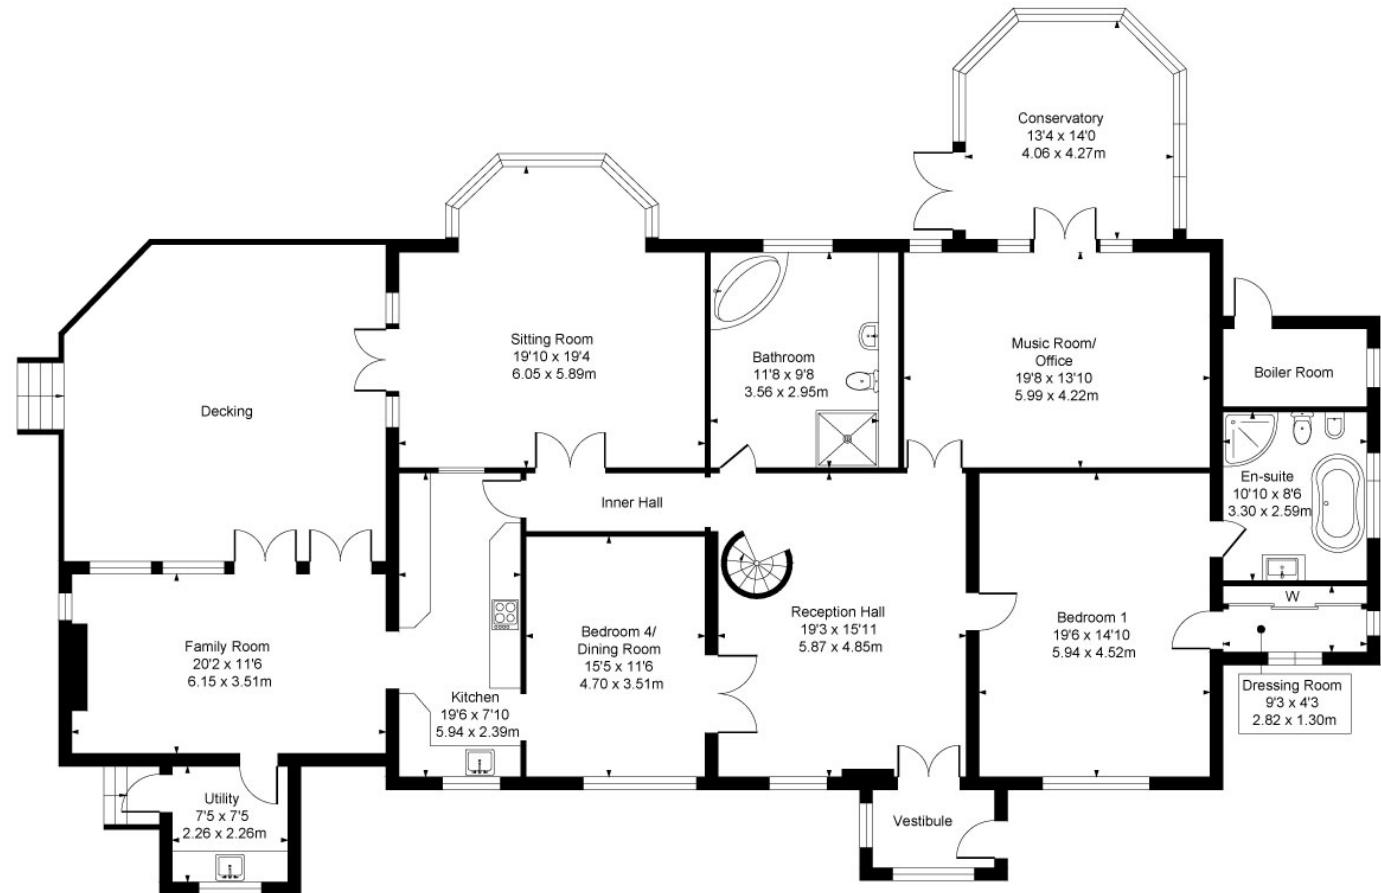 Conservatory
13'4 x 14'0
4.06 x 4.27m
Sitting Room
19'10 x 19'4
6.05 x 5.89m
Bathroom
11'8 x 9'8
3.56 x 2.95m
Music Room/
Office
19'8 x 13'10
5.99 x 4.22m
Boiler Room
Decking
En-suite
10'10 x 8'6
3.30 x 2.59m
Inner Hall
W
Family Room
20'2 x 11'6
6.15 x 3.51m
Bedroom 4/
Dining Room
15'5 x 11'6
4.70 x 3.51m
Reception Hall
19'3 x 15'11
5.87 x 4.85m
Bedroom 1
19'6 x 14'10
5.94 x 4.52m
Kitchen
19'6 x 7'10
5.94 x 2.39m
Dressing Room
9'3 x 4'3
2.82 x 1.30m
Utility
7'5 x 7'5
2.26 x 2.26m
Vestibule